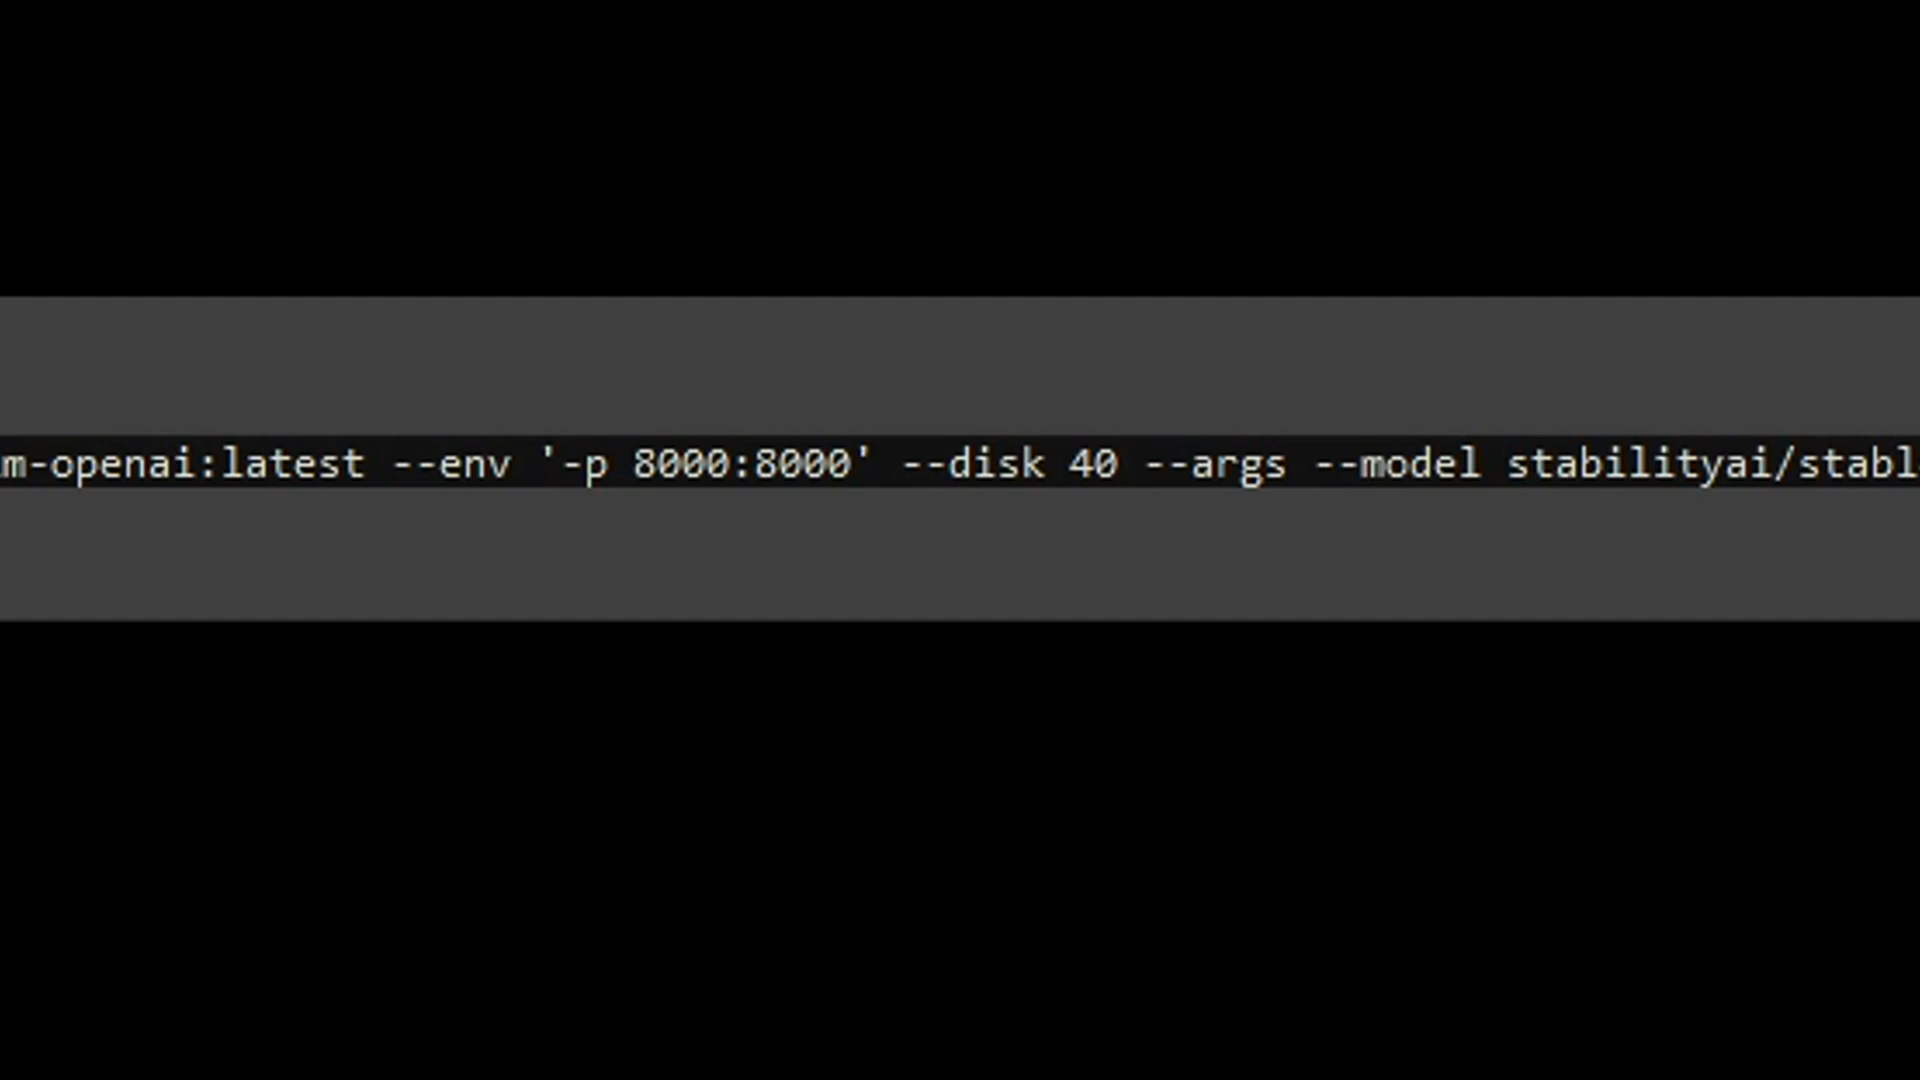 m-openai:latest --env '-p 8000:8000' --disk 40 --args --model stabilityai/stabl